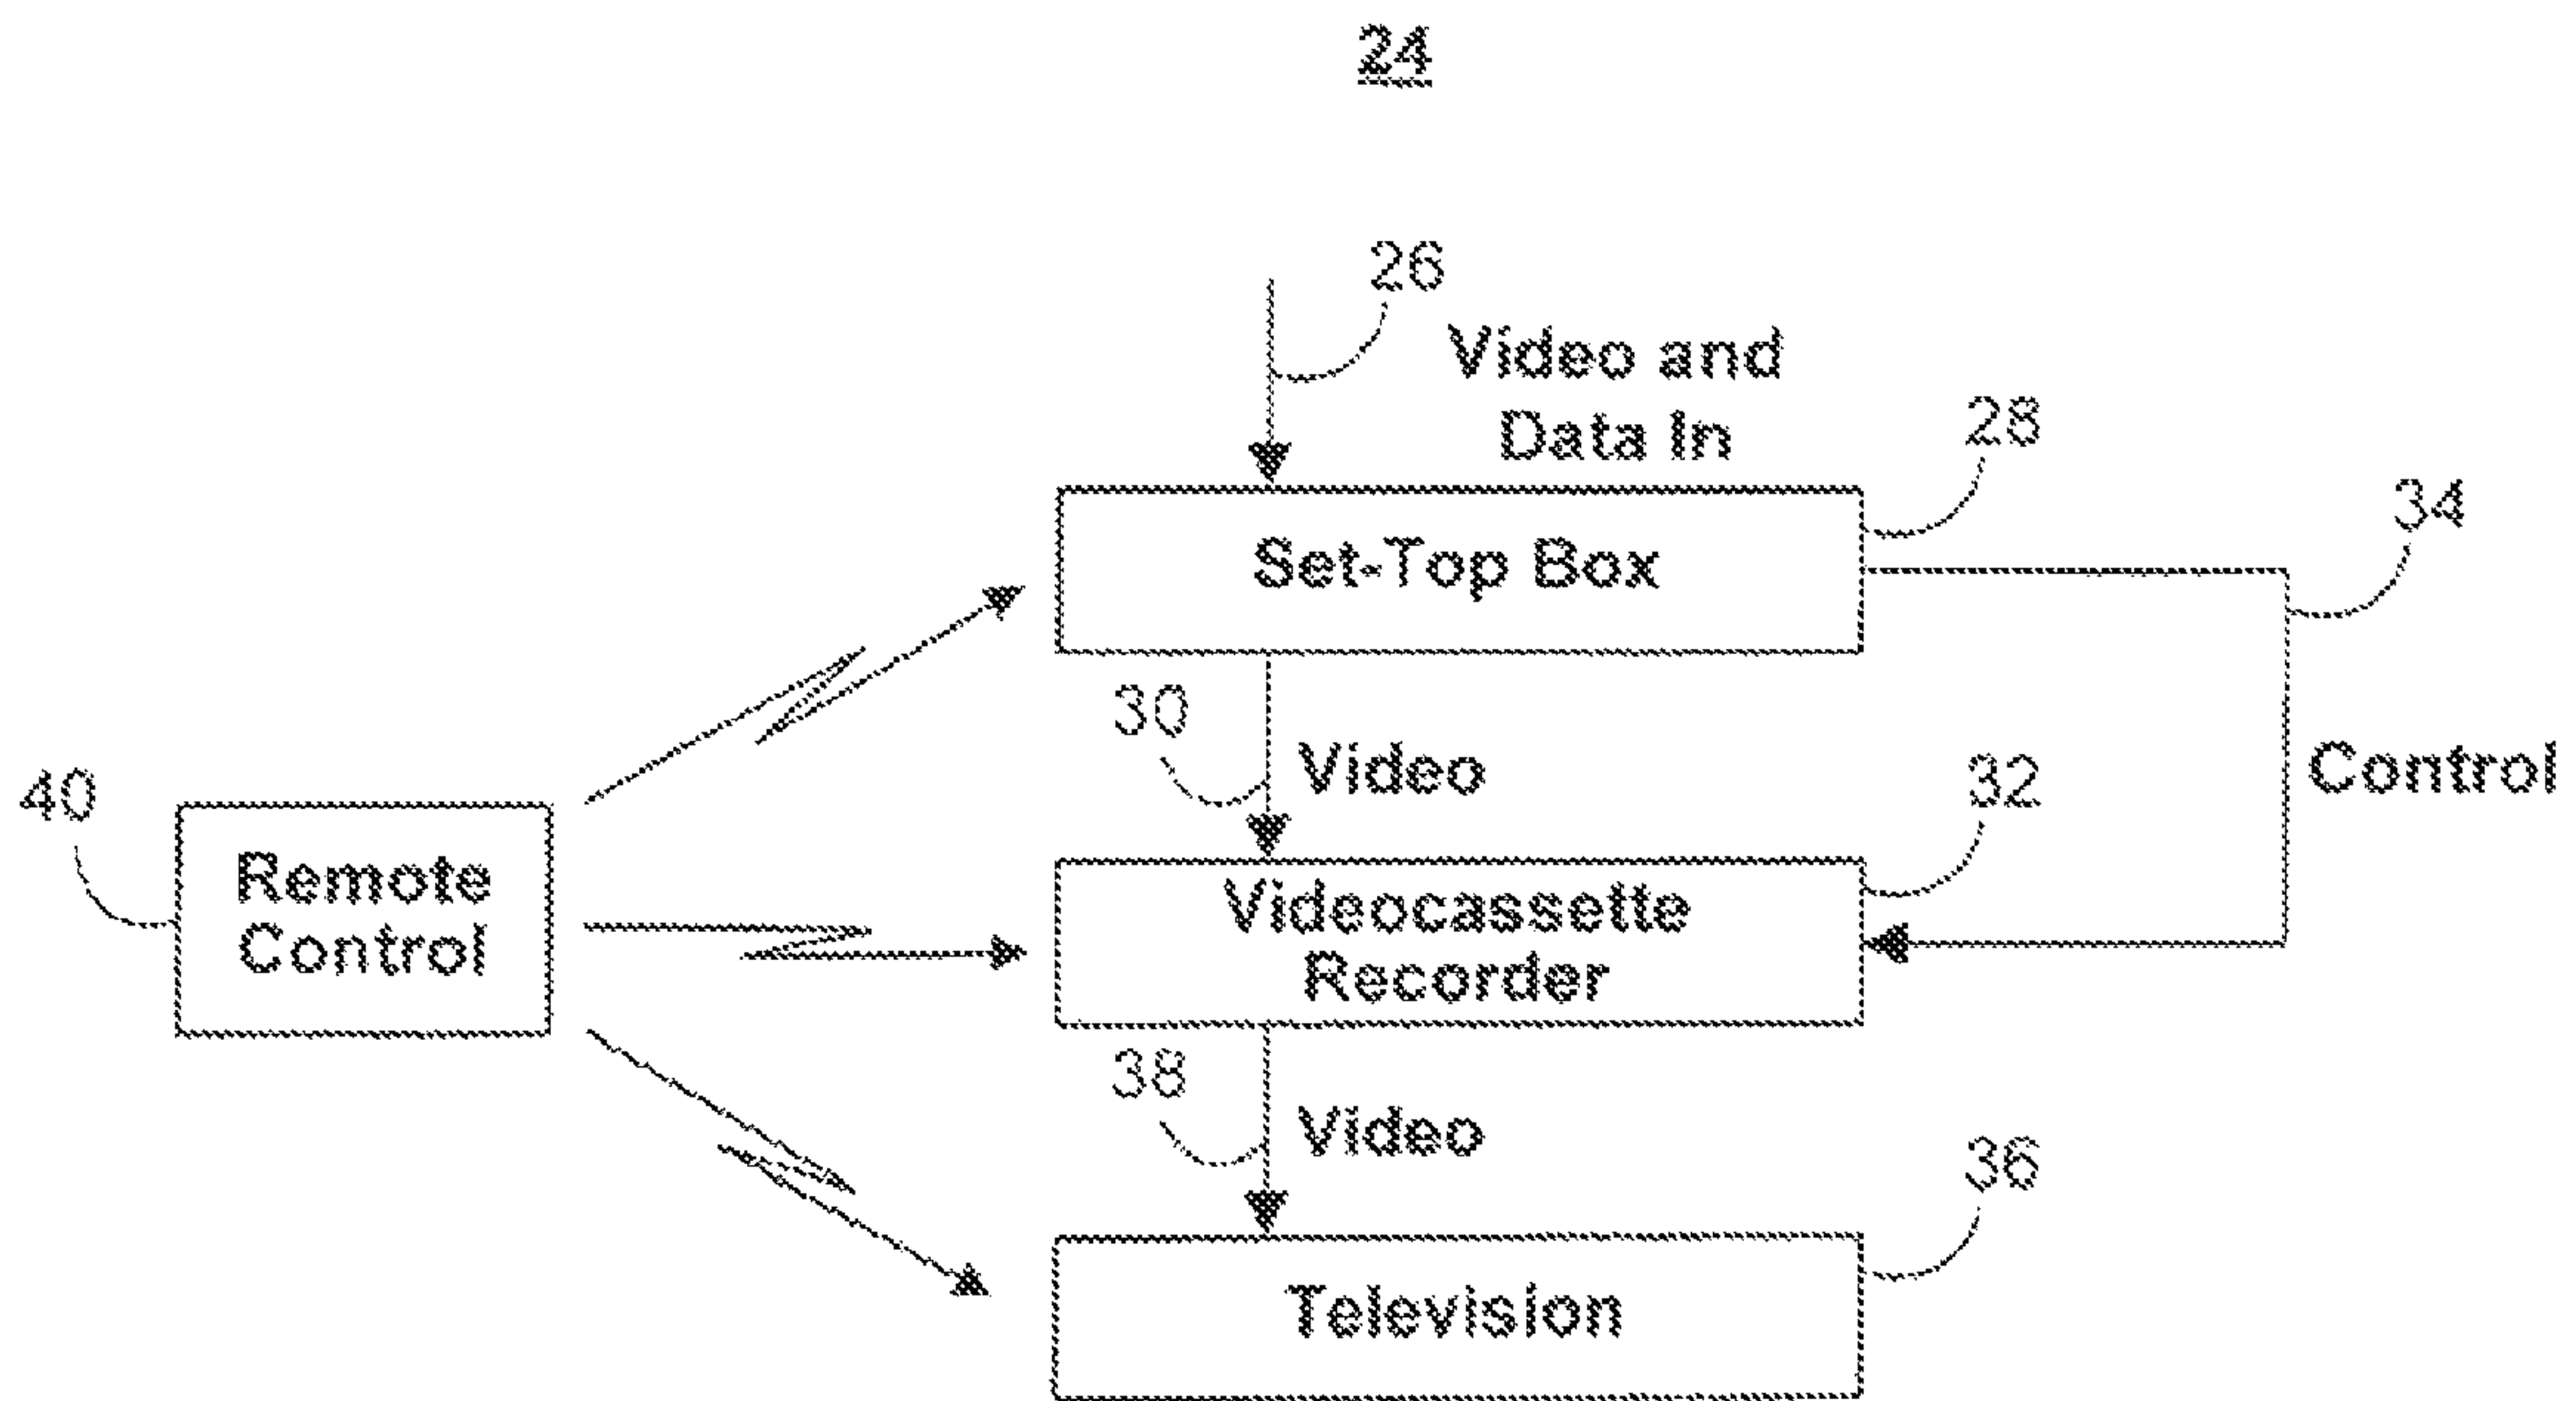 24
26
Video and
Data In
28
Set-Top Box
34
30
Video
Control
40
Remote
Control
32
Videocassette
Recorder
38
Video
36
Television